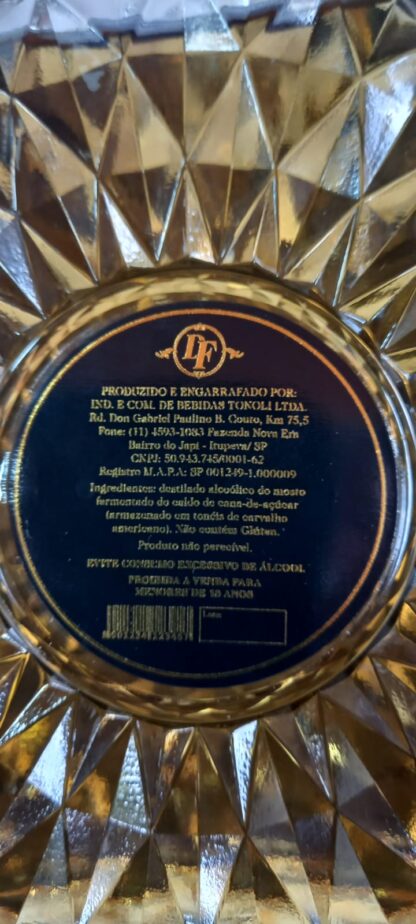 DF
PRODUZIDO E ENGARRAFADO POR:
IND. E COM. DE BEBIDAS TONOLI LTDA.
Rd. Don Gabriel Paulino B. Couto, Km 75,5
Fone: (11) 4593-1083 Fazenda Nova Era
Bairro do Japi - Itupeva/ SP
CNPJ: 50.943.745/0001-62
Registro M.A.P.A: SP 001249-1.000009
Ingredientes: destilado alcoólico do mosto
fermentado do caldo de cana-de-açúcar
(armazenado em tonéis de carvalho
americano). Não contém Glúten.
Produto não perecível.
EVITE CONSUMO EXCESSIVO DE ÁLCOOL
PROIBIDA A VENDA PARA
MENORES DE 18 ANOS
Lote: